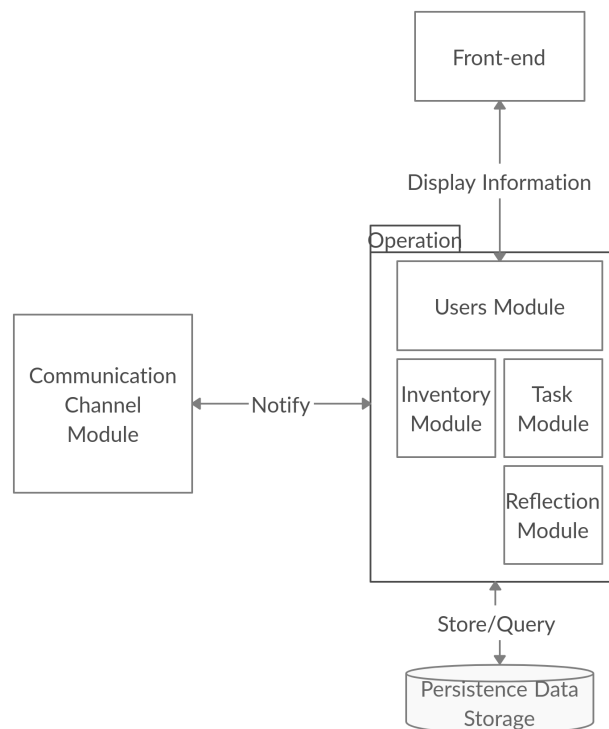 Front-end
Display Information
Operation
Users Module
Communication
Channel
Module
Notify
Inventory
Module
Task
Module
Reflection
Module
Store/Query
Persistence Data
Storage